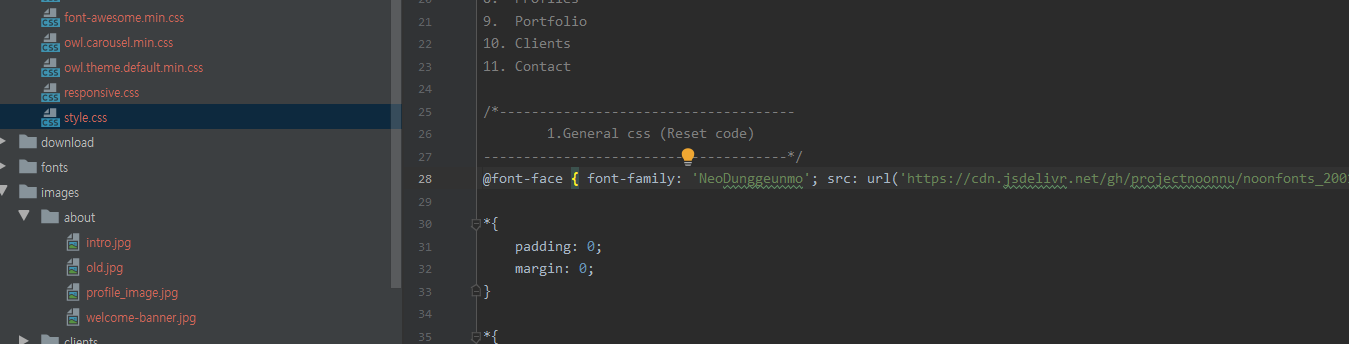 font-awesome.min.css
owl.carousel.min.css
owl.theme.default.min.css
responsive.css
style.css
download
fonts
images
about
intro.jpg
old.jpg
profile_image.jpg
welcome-banner.jpg
clients
20
21 9. Portfolio
22 10. Clients
23 11. Contact
24
25 /*-------------------------------------
26 1.General css (Reset code)
27 --------------------------------------*/
28 @font-face { font-family: 'NeoDunggeunmo'; src: url('https://cdn.jsdelivr.net/gh/projectnoonnu/noonfonts_2001
29
30 *{
31 padding: 0;
32 margin: 0;
33 }
34
35 *{